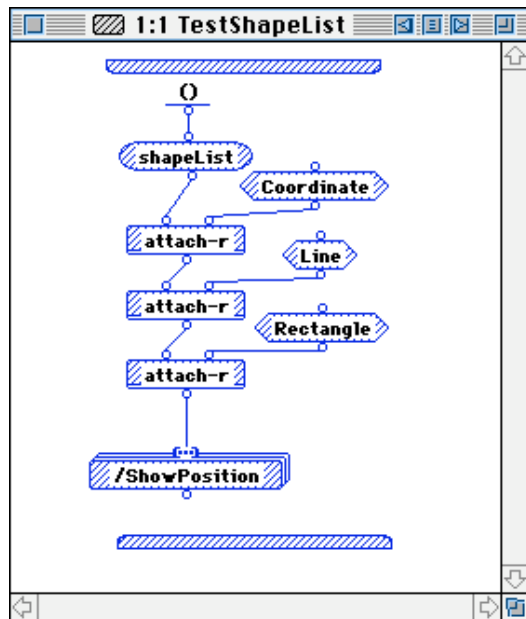 1:1 TestShapeList
()
shapeList
Coordinate
attach-r
Line
attach-r
Rectangle
attach-r
/ShowPosition